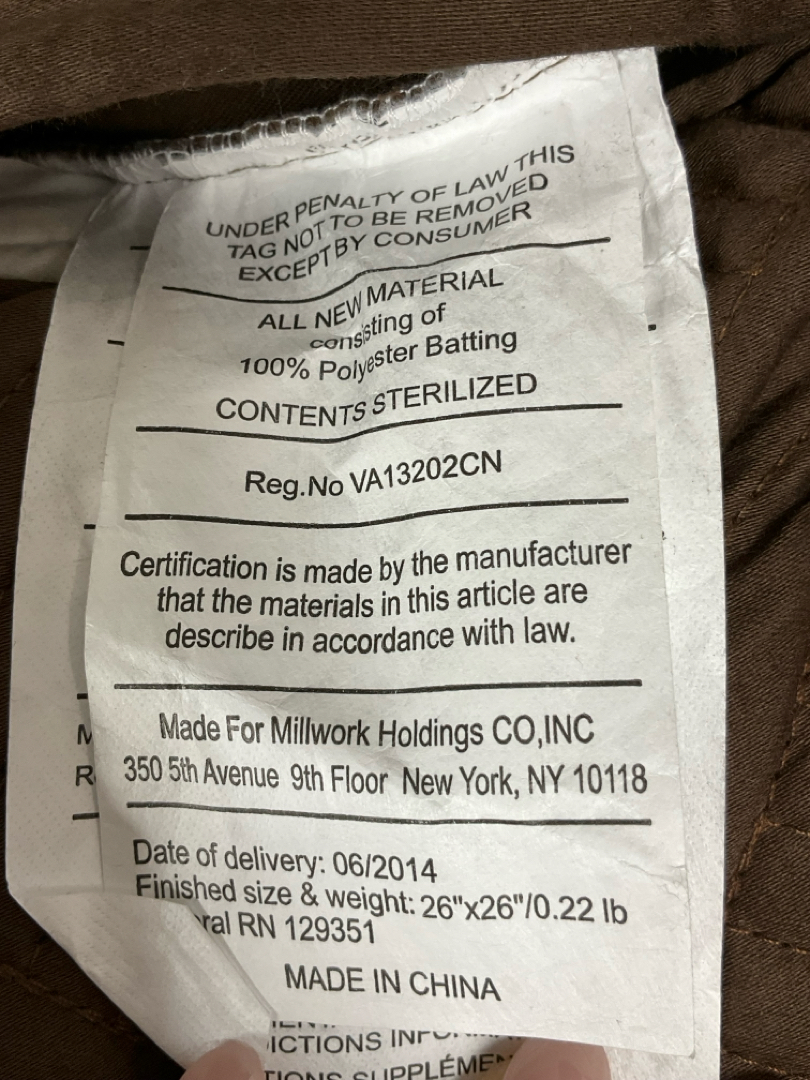 UNDER PENALTY OF LAW THIS
TAG NOT TO BE REMOVED
EXCEPT BY CONSUMER
ALL NEW MATERIAL
consisting of
100% Polyester Batting
CONTENTS STERILIZED
Reg.No VA13202CN
Certification is made by the manufacturer
that the materials in this article are
describe in accordance with law.
Made For Millwork Holdings CO,INC
350 5th Avenue 9th Floor New York, NY 10118
Date of delivery: 06/2014
Finished size & weight: 26"x26"/0.22 lb
RN 129351
MADE IN CHINA